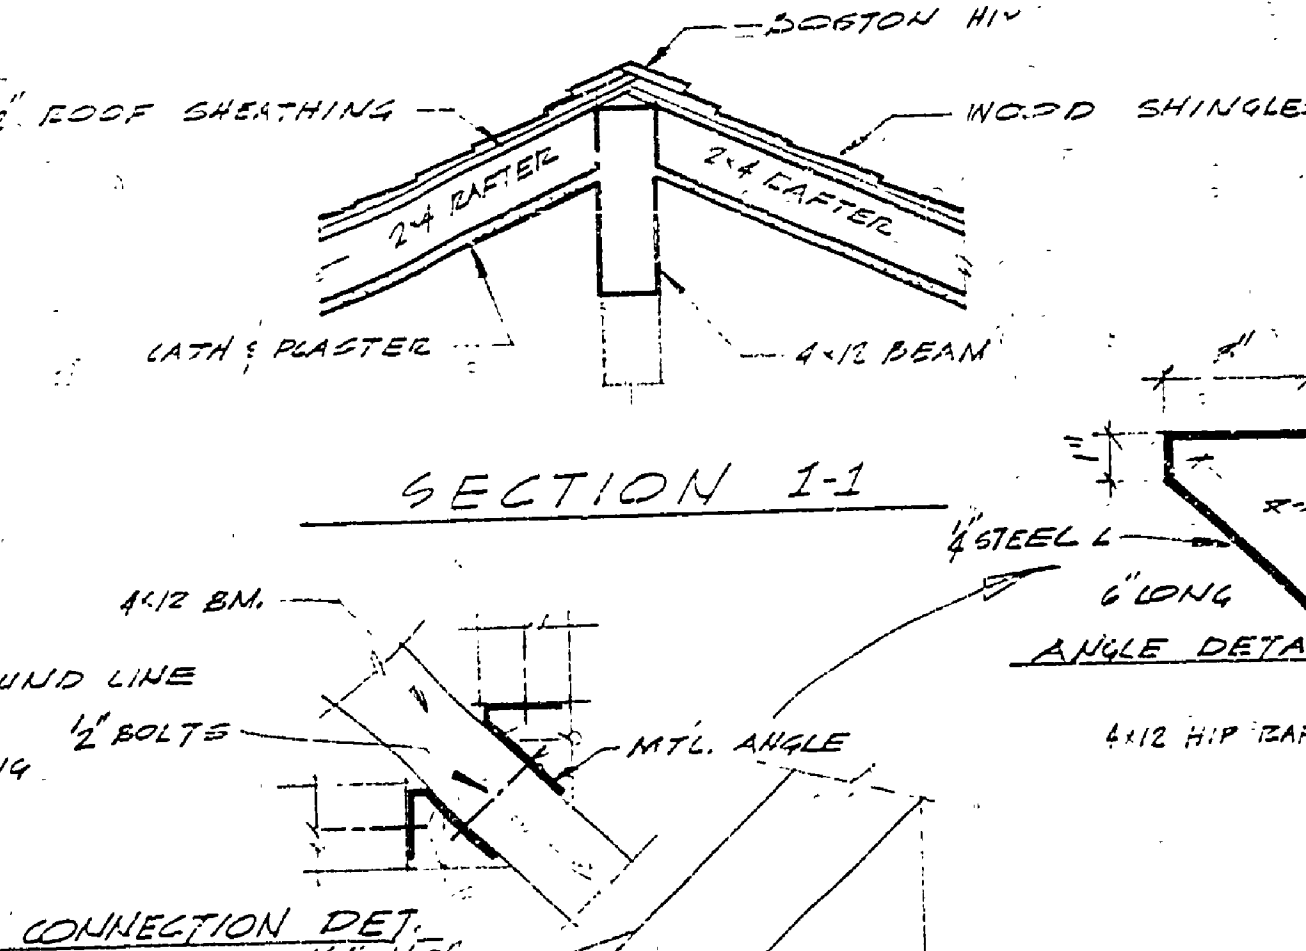 BOSTON HIP
ROOF SHEATHING
WOOD SHINGLES
2x4 RAFTER
2x4 RAFTER
LATH & PLASTER
4x12 BEAM
SECTION 1-1
1"
1/4" STEEL L
6" LONG
ANGLE DETA
4x12 BM.
UND LINE
1/2" BOLTS
MTL. ANGLE
4x12 HIP RAF
CONNECTION DET.